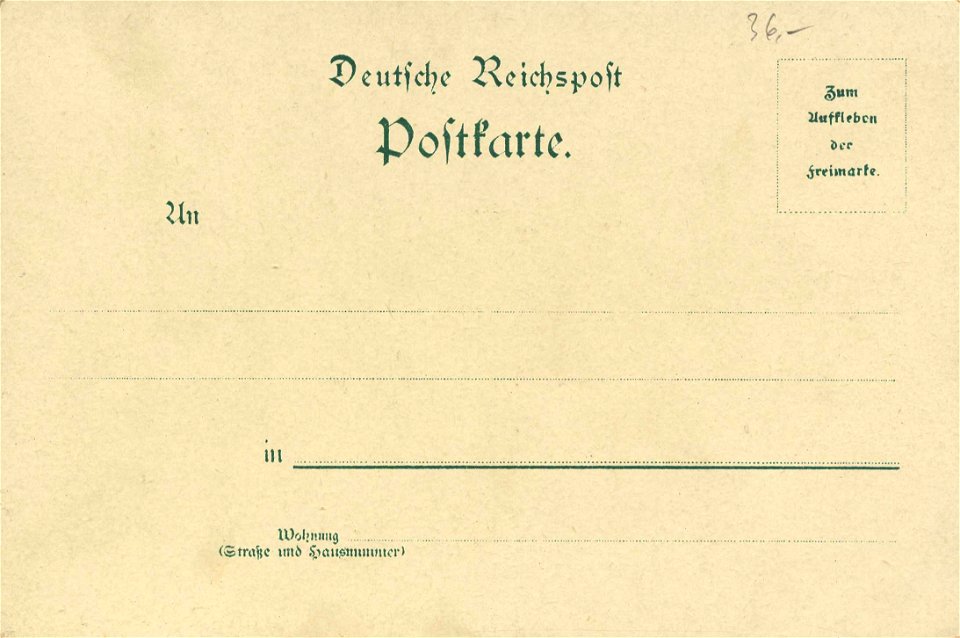 36,-
Deutsche Reichspost
Postkarte.
Zum
Aufkleben
der
Freimarke.
An
in
Wohnung
(Straße und Hausnummer)